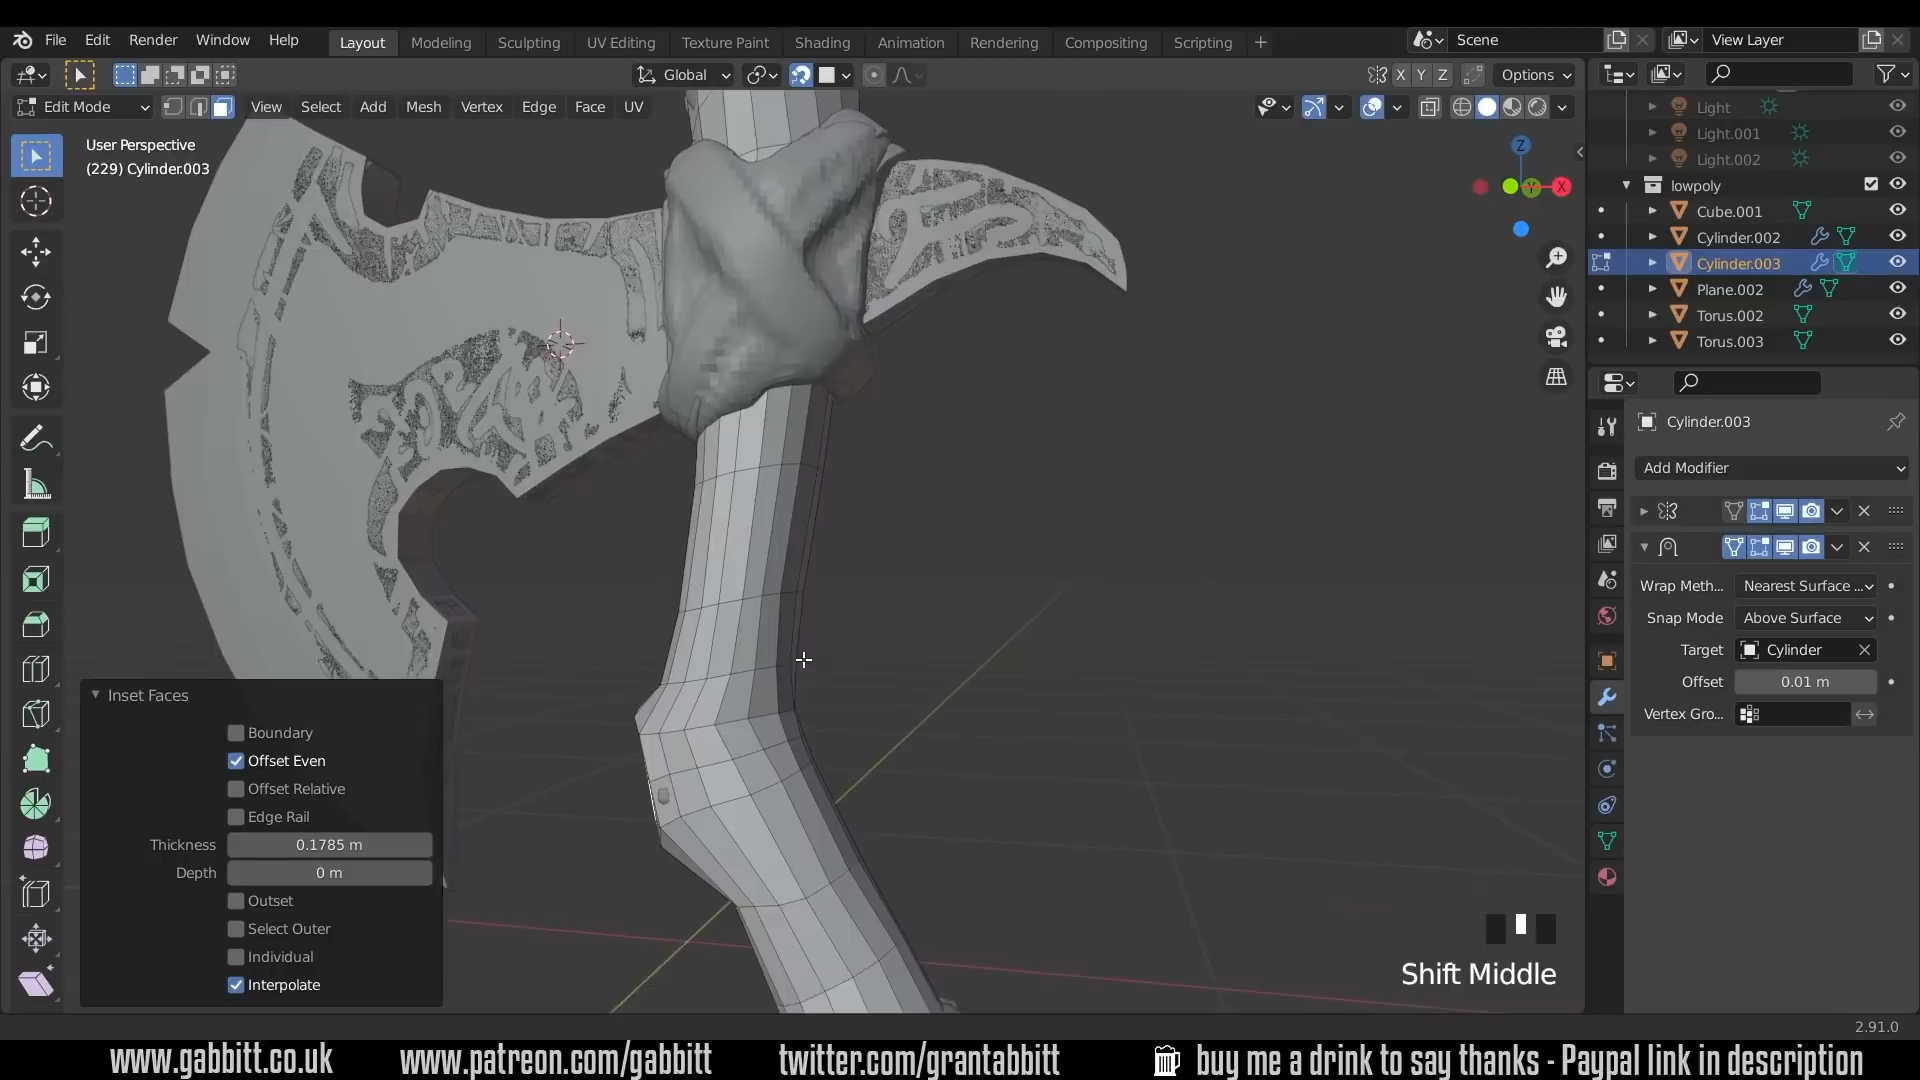 File Edit Render Window Help Layout Modeling Sculpting UV Editing Texture Paint Shading Animation Rendering Compositing Scripting + Scene View Layer
Global X Y Z Options
Edit Mode View Select Add Mesh Vertex Edge Face UV
User Perspective
(229) Cylinder.003
Z
Y X
Light
Light.001
Light.002
lowpoly
Cube.001
Cylinder.002
Cylinder.003
Plane.002
Torus.002
Torus.003
Cylinder.003
Add Modifier
Wrap Meth... Nearest Surface ...
Snap Mode Above Surface
Target Cylinder
Offset 0.01 m
Vertex Gro...
Inset Faces
Boundary
Offset Even
Offset Relative
Edge Rail
Thickness 0.1785 m
Depth 0 m
Outset
Select Outer
Individual
Interpolate
Shift Middle
2.91.0
www.gabbitt.co.uk www.patreon.com/gabbitt twitter.com/grantabbitt buy me a drink to say thanks - Paypal link in description